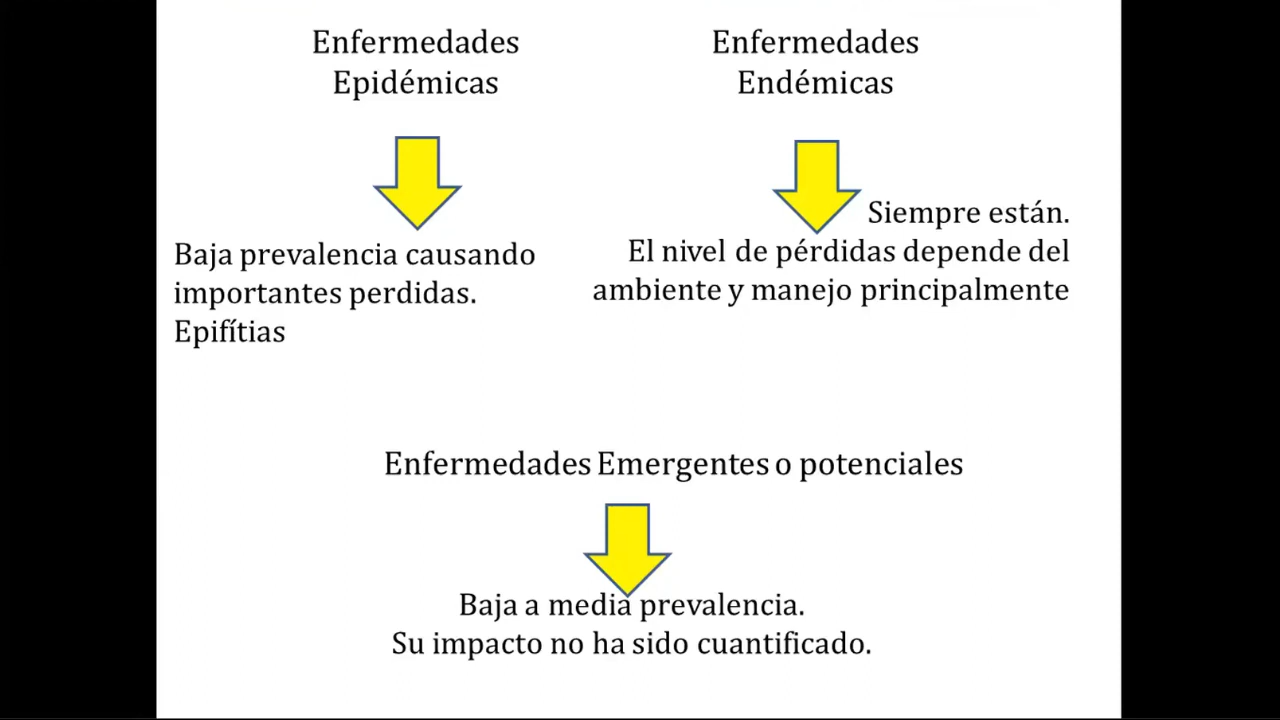 Enfermedades
Epidémicas
Baja prevalencia causando
importantes perdidas.
Epifítias
Enfermedades
Endémicas
Siempre están.
El nivel de pérdidas depende del
ambiente y manejo principalmente
Enfermedades Emergentes o potenciales
Baja a media prevalencia.
Su impacto no ha sido cuantificado.